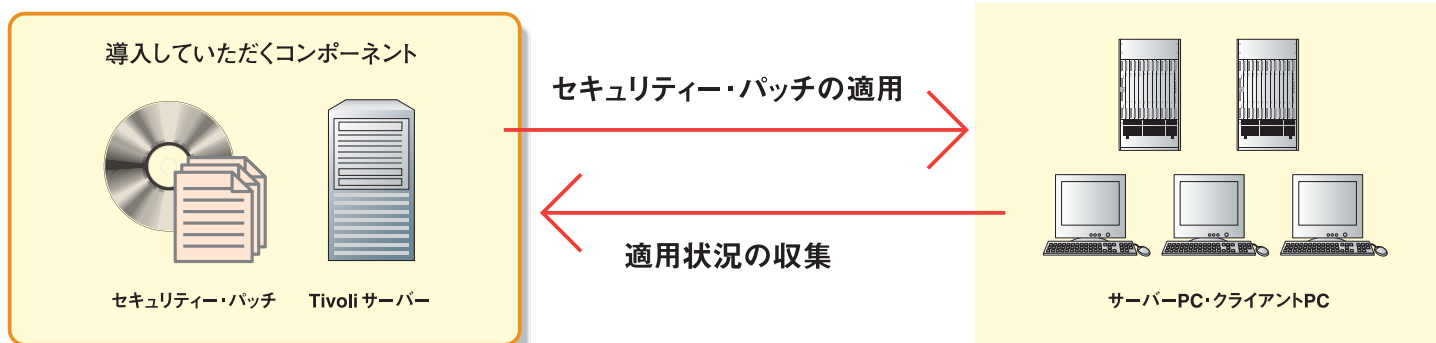 導入していただくコンポーネント
セキュリティー・パッチの適用
適用状況の収集
セキュリティー・パッチ
Tivoli サーバー
サーバーPC・クライアントPC